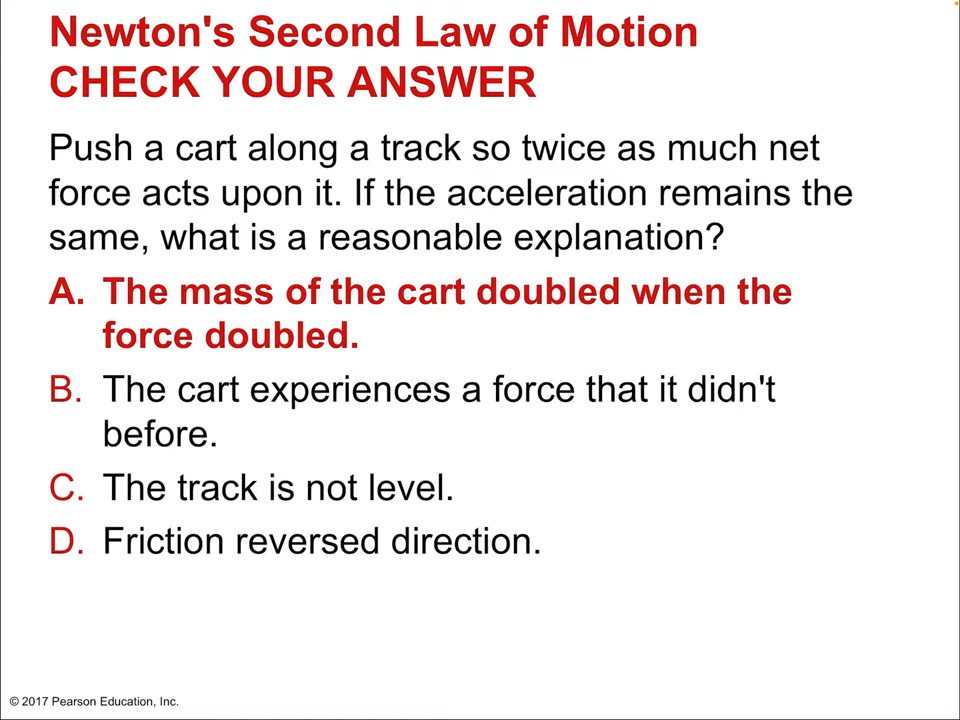 Newton's Second Law of Motion
CHECK YOUR ANSWER
Push a cart along a track so twice as much net
force acts upon it. If the acceleration remains the
same, what is a reasonable explanation?
A. The mass of the cart doubled when the
force doubled.
B. The cart experiences a force that it didn't
before.
C. The track is not level.
D. Friction reversed direction.
© 2017 Pearson Education, Inc.